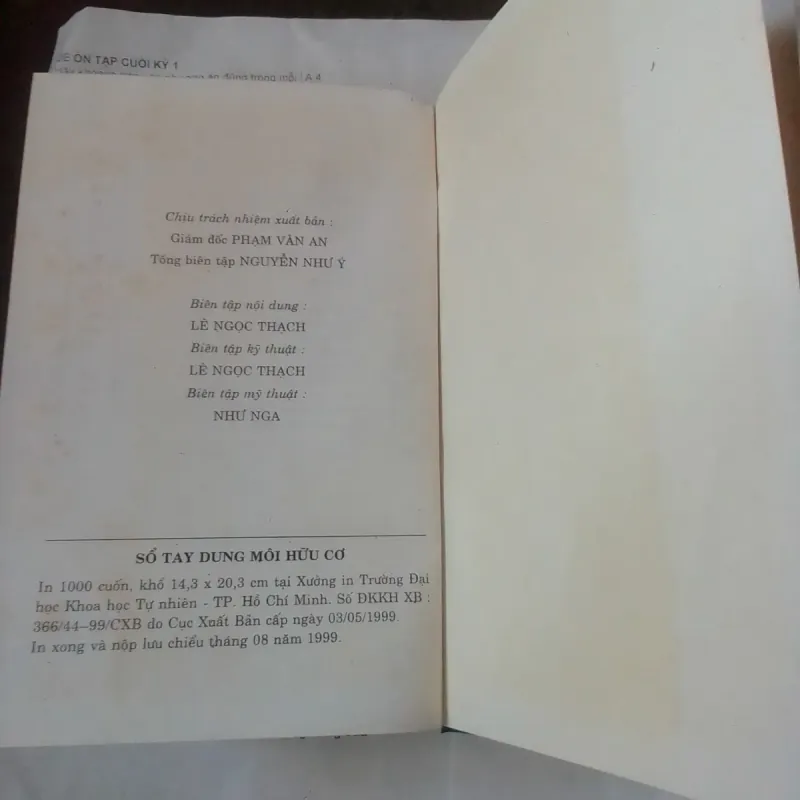 ÔN TẬP CUỐI KỲ 1
Chịu trách nhiệm xuất bản :
Giám đốc PHẠM VĂN AN
Tổng biên tập NGUYỄN NHƯ Ý
Biên tập nội dung :
LÊ NGỌC THẠCH
Biên tập kỹ thuật :
LÊ NGỌC THẠCH
Biên tập mỹ thuật :
NHƯ NGA
SỔ TAY DUNG MÔI HỮU CƠ
In 1000 cuốn, khổ 14,3 x 20,3 cm tại Xưởng in Trường Đại
học Khoa học Tự nhiên - TP. Hồ Chí Minh. Số ĐKKH XB :
366/44–99/CXB do Cục Xuất Bản cấp ngày 03/05/1999.
In xong và nộp lưu chiểu tháng 08 năm 1999.